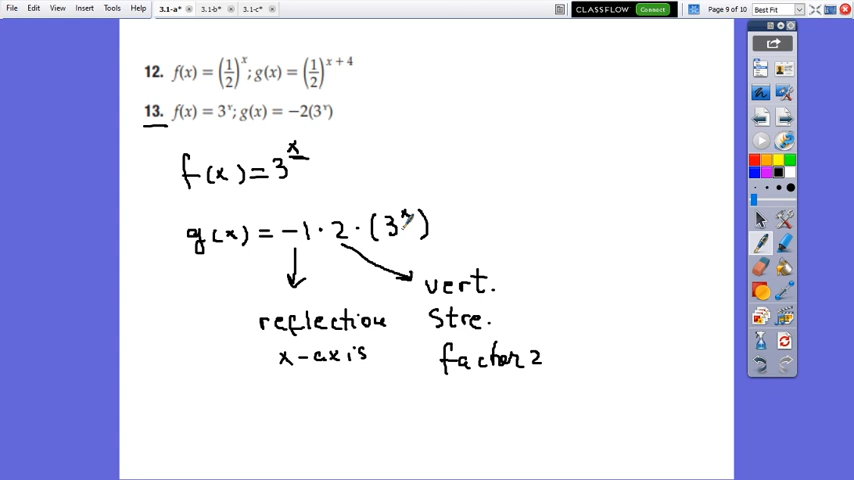 File Edit View Insert Tools Help 3.1-a* 3.1-b* 3.1-c* CLASSFLOW Connect Page 9 of 10 Best Fit
12. f(x) = (1/2)^x; g(x) = (1/2)^(x + 4)
13. f(x) = 3^x; g(x) = −2(3^x)
f(x) = 3^x
g(x) = -1 · 2 · (3^x)
vert.
reflection stre.
x-axis factor 2